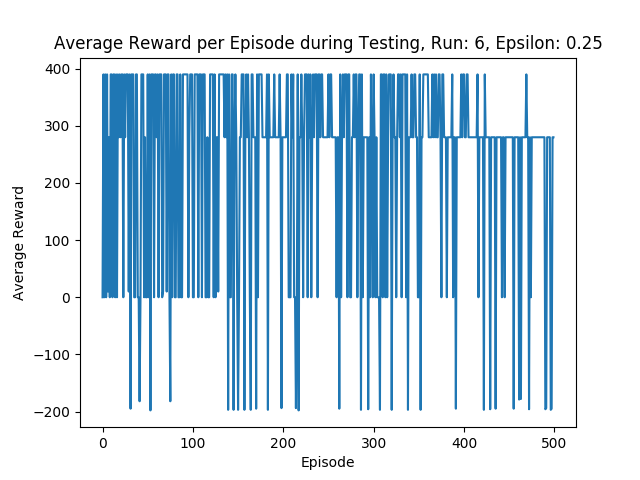 Average Reward per Episode during Testing, Run: 6, Epsilon: 0.25
400
300
200
100
0
−100
−200
Average Reward
0 100 200 300 400 500
Episode